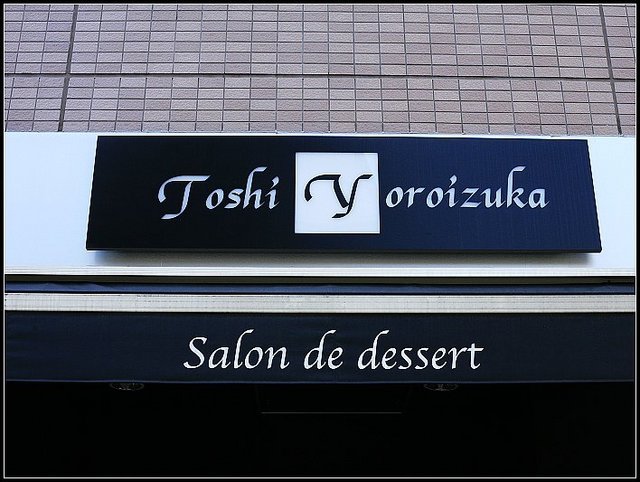 Toshi Yoroizuka
Salon de dessert